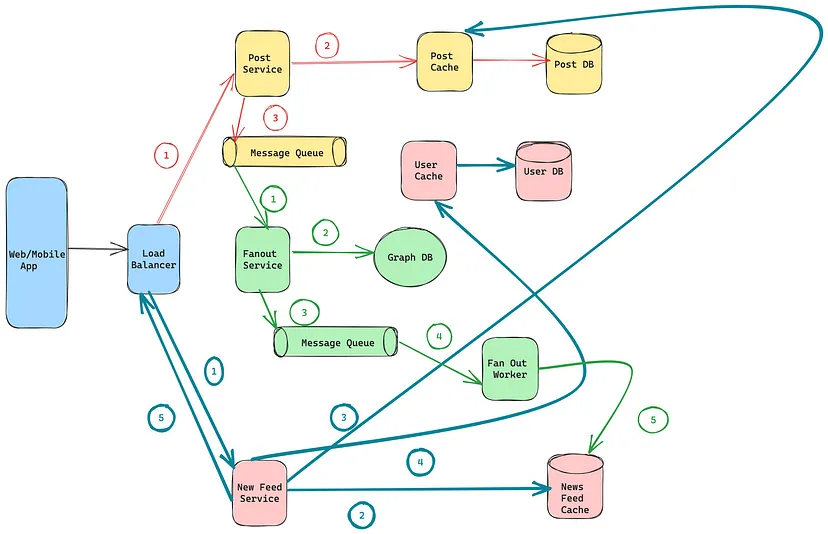 2
Post
Service
Post
Cache
Post DB
3
1
Message Queue
User
Cache
User DB
1
2
Web/Mobile
App
Load
Balancer
Fanout
Service
Graph DB
3
Message Queue
4
Fan Out
Worker
1
5
3
5
4
New Feed
Service
News
Feed
Cache
2